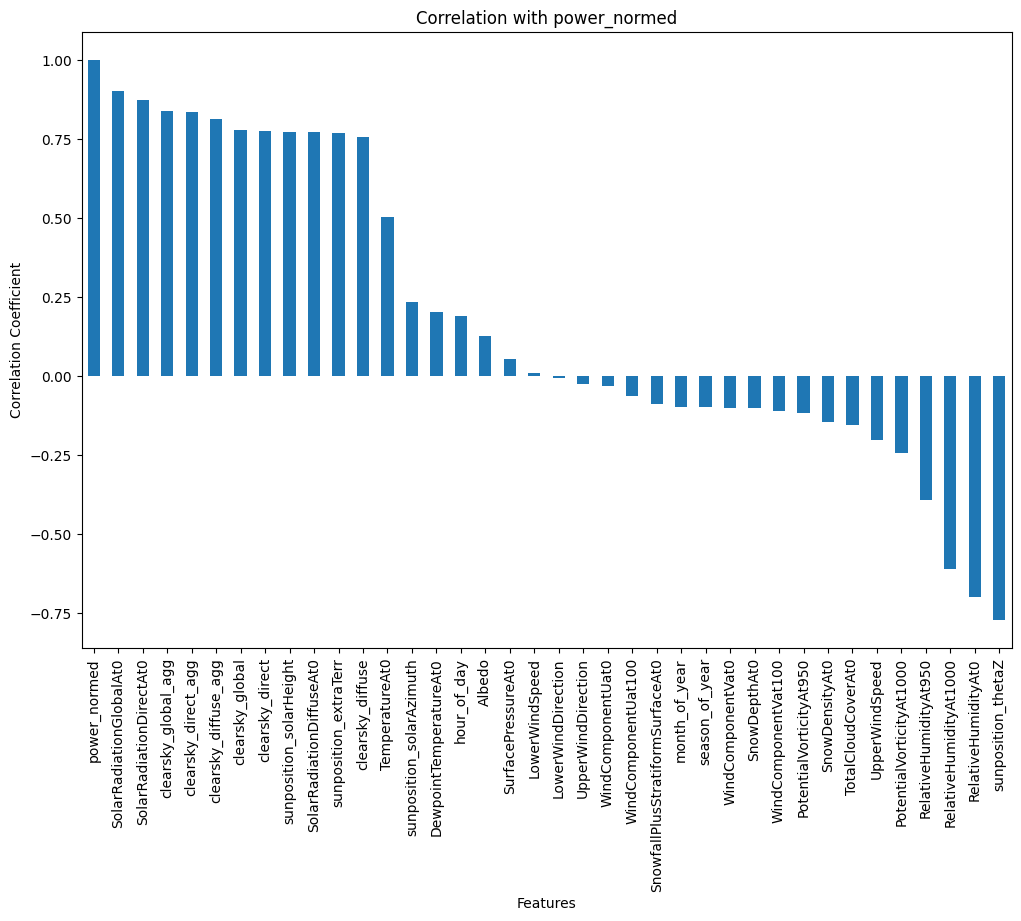 Correlation with power_normed
Correlation Coefficient
1.00
0.75
0.50
0.25
0.00
−0.25
−0.50
−0.75
power_normed
SolarRadiationGlobalAt0
SolarRadiationDirectAt0
clearsky_global_agg
clearsky_direct_agg
clearsky_diffuse_agg
clearsky_global
clearsky_direct
sunposition_solarHeight
SolarRadiationDiffuseAt0
sunposition_extraTerr
clearsky_diffuse
TemperatureAt0
sunposition_solarAzimuth
DewpointTemperatureAt0
hour_of_day
Albedo
SurfacePressureAt0
LowerWindSpeed
LowerWindDirection
UpperWindDirection
WindComponentUat0
WindComponentUat100
SnowfallPlusStratiformSurfaceAt0
month_of_year
season_of_year
WindComponentVat0
SnowDepthAt0
WindComponentVat100
PotentialVorticityAt950
SnowDensityAt0
TotalCloudCoverAt0
UpperWindSpeed
PotentialVorticityAt1000
RelativeHumidityAt950
RelativeHumidityAt1000
RelativeHumidityAt0
sunposition_thetaZ
Features